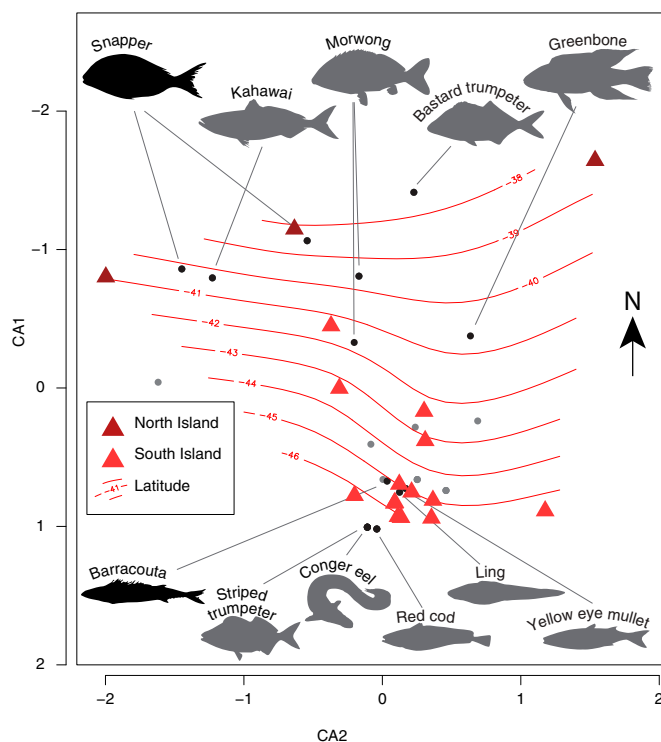 Snapper
Kahawai
Morwong
Bastard trumpeter
Greenbone
−2
−1
0
1
2
CA1
−38
−39
−40
−41
−42
−43
−44
−45
−46
N
North Island
South Island
−41
Latitude
Barracouta
Striped
trumpeter
Conger eel
Red cod
Ling
Yellow eye mullet
−2
−1
0
1
2
CA2